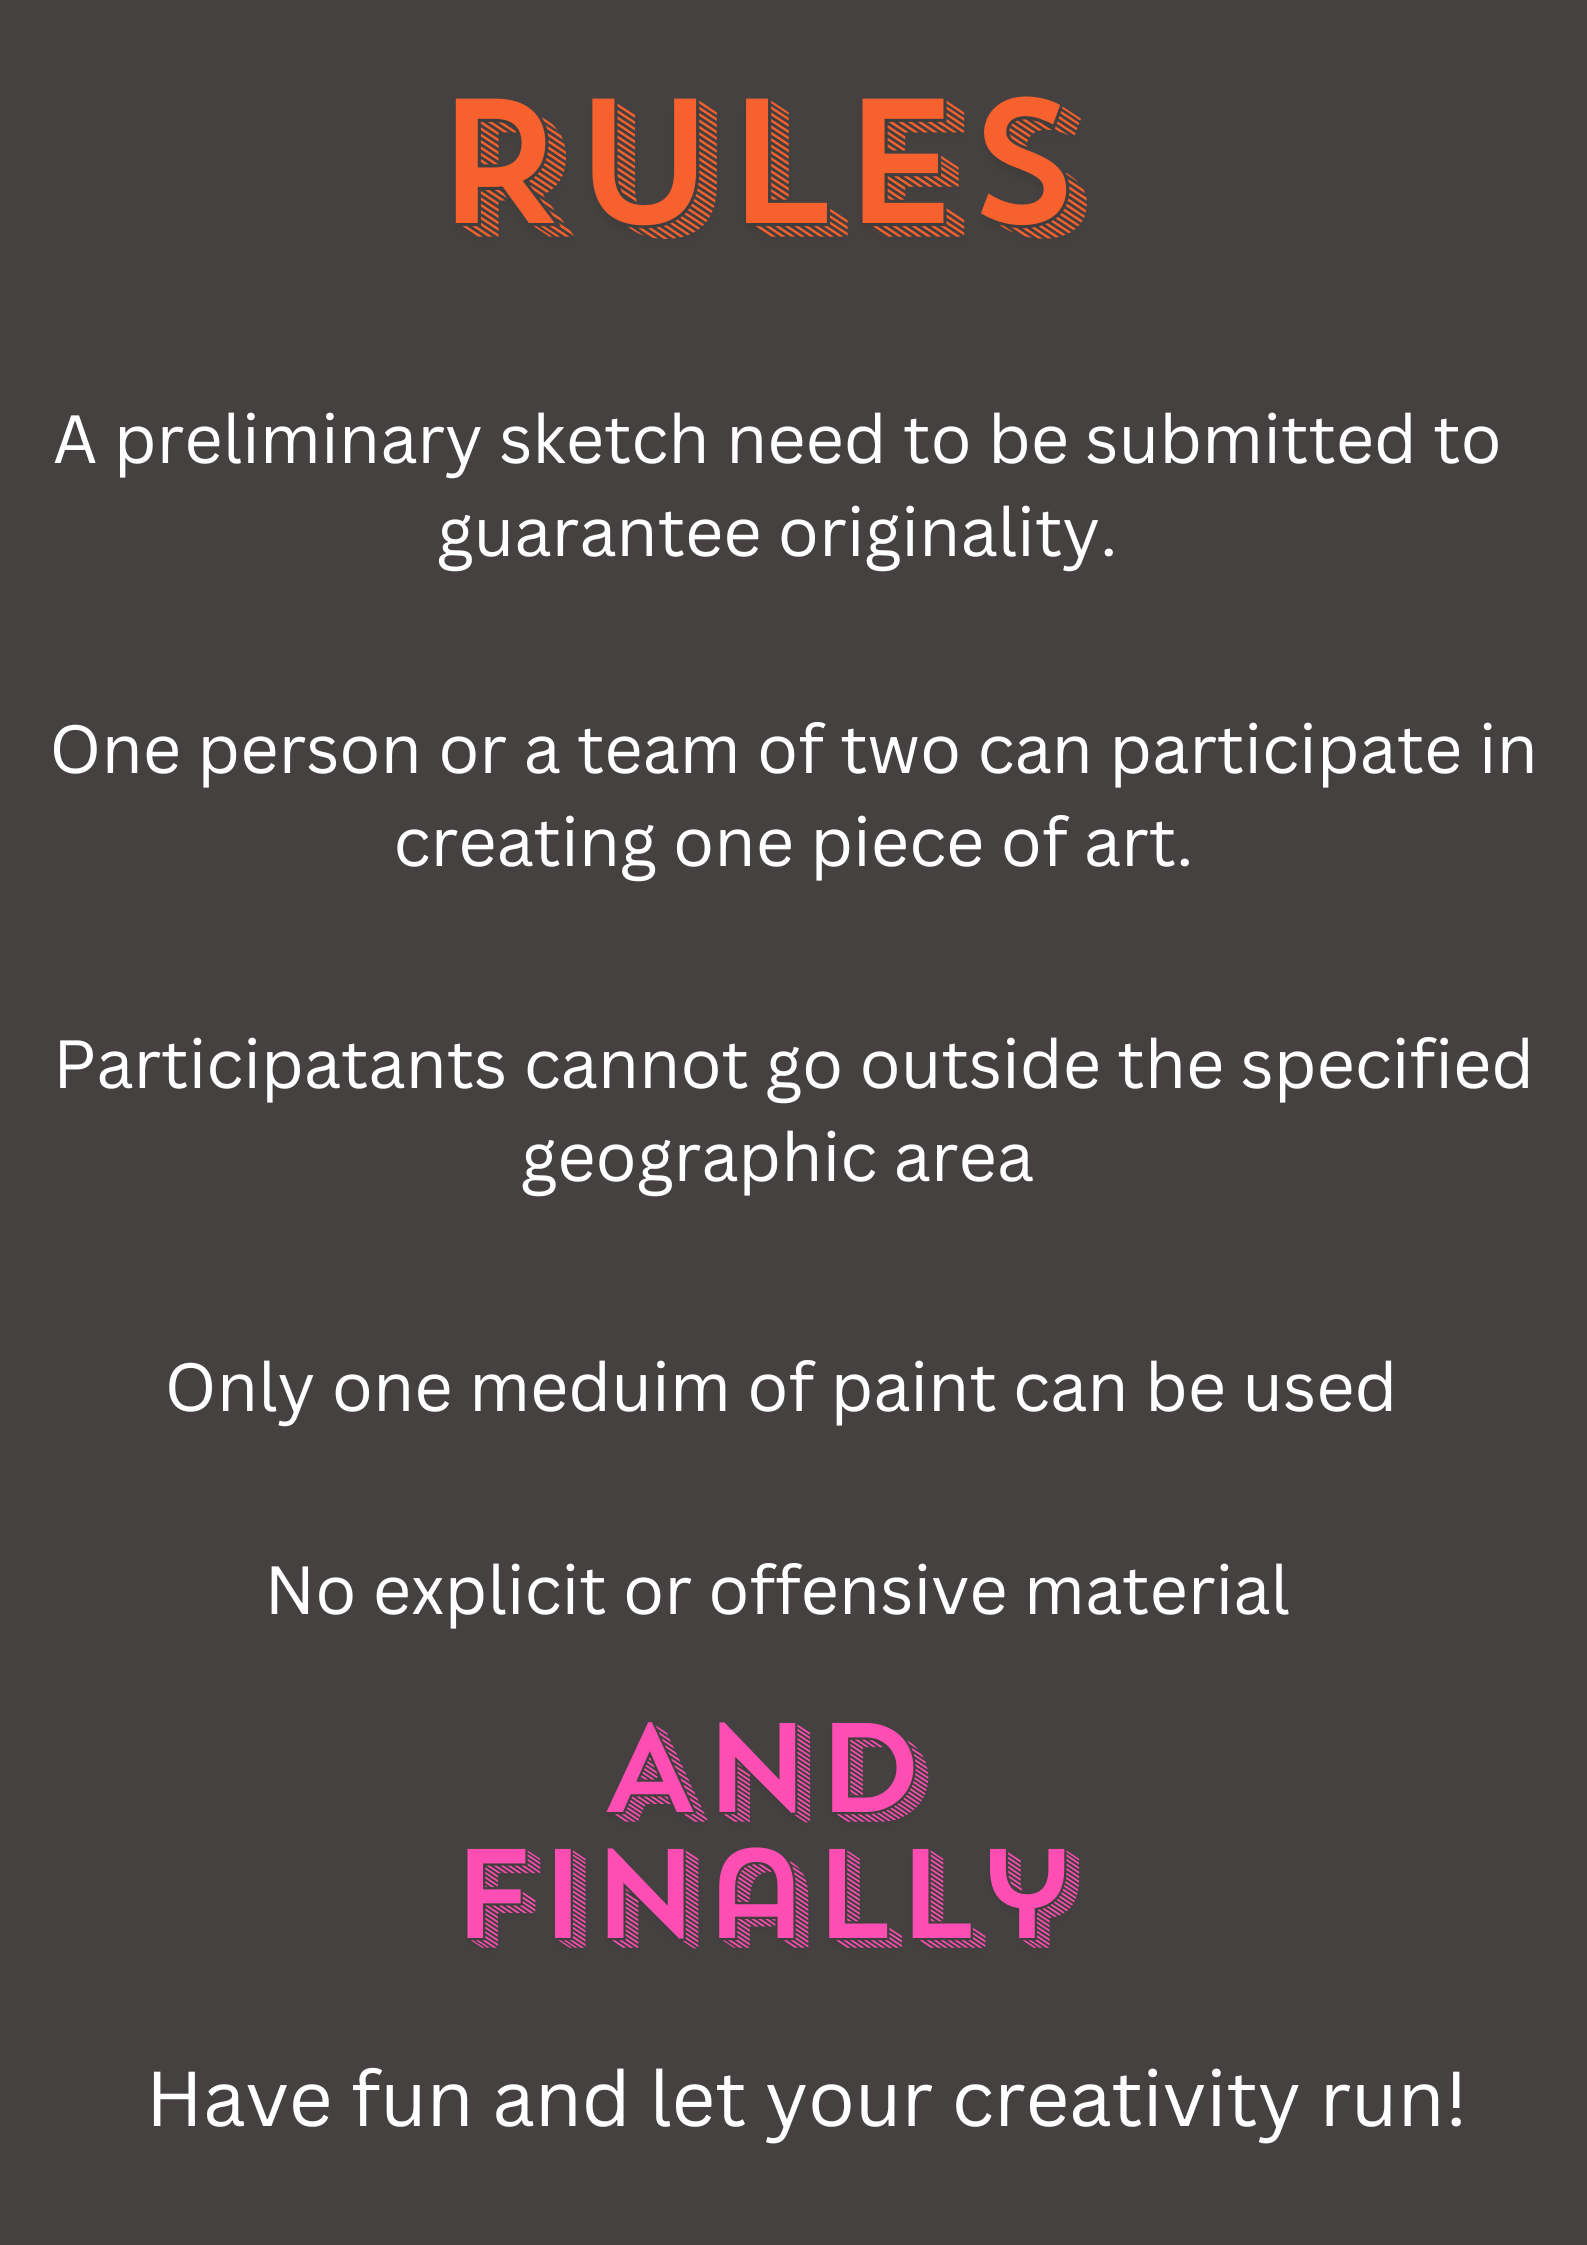 RULES
A preliminary sketch need to be submitted to
guarantee originality.
One person or a team of two can participate in
creating one piece of art.
Participatants cannot go outside the specified
geographic area
Only one meduim of paint can be used
No explicit or offensive material
AND
FINALLY
Have fun and let your creativity run!